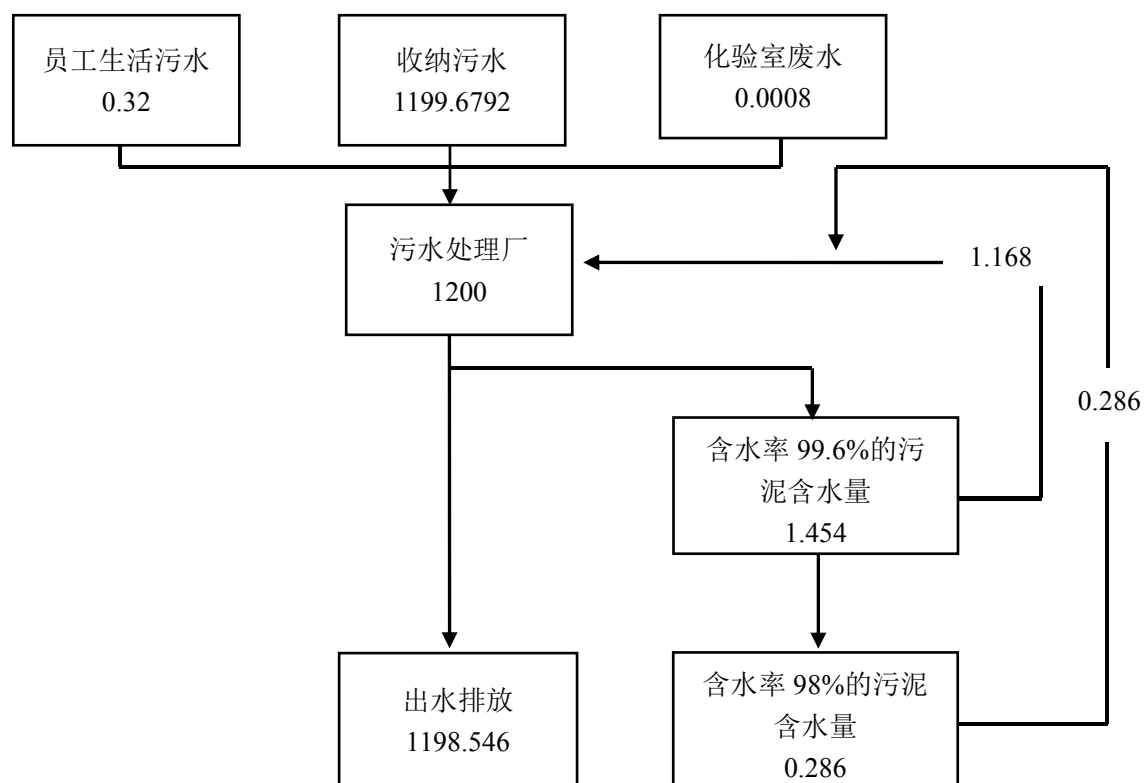 员工生活污水
0.32
收纳污水
1199.6792
化验室废水
0.0008
污水处理厂
1200
1.168
0.286
含水率 99.6%的污
泥含水量
1.454
出水排放
1198.546
含水率 98%的污泥
含水量
0.286